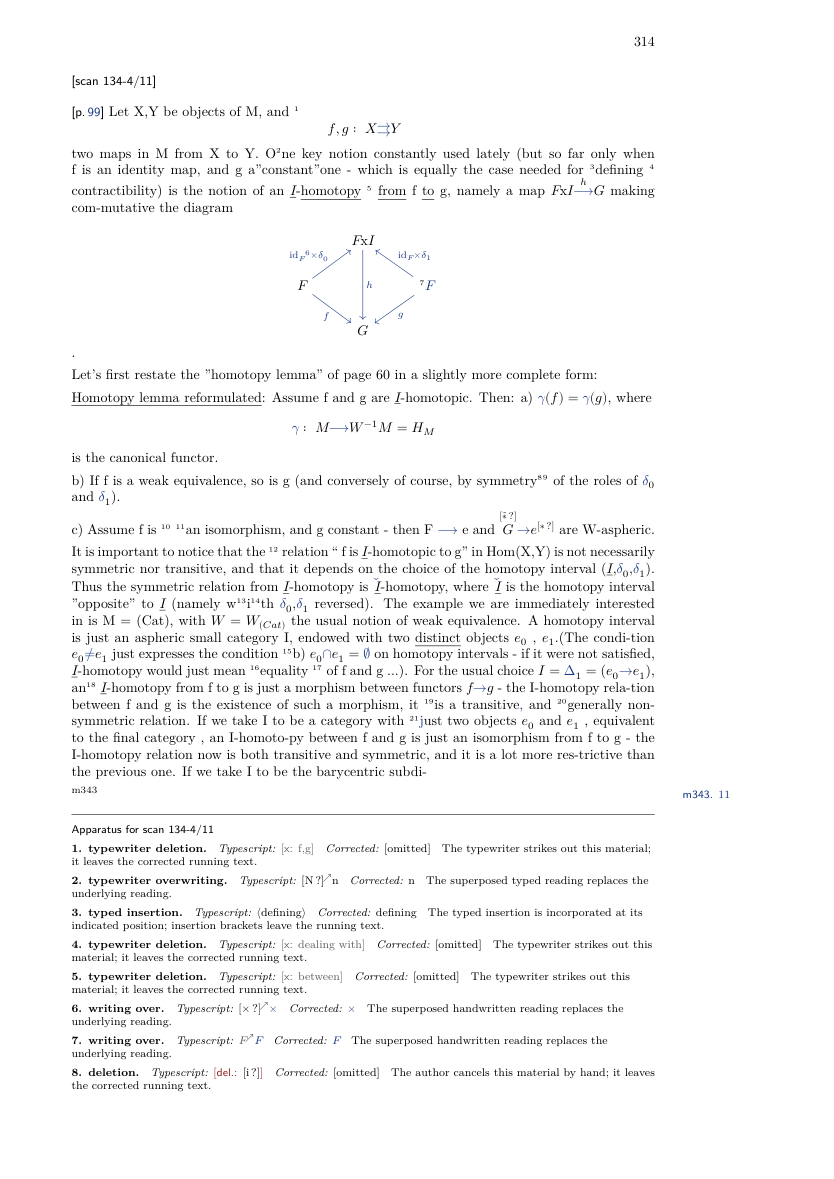 314
[scan 134-4/11]
[p. 99] Let X,Y be objects of M, and ¹
f, g : X⇉Y
two maps in M from X to Y. O²ne key notion constantly used lately (but so far only when
f is an identity map, and g a"constant"one - which is equally the case needed for ³defining ⁴
contractibility) is the notion of an I-homotopy ⁵ from f to g, namely a map FxI—h→G making
com-mutative the diagram
FxI
id_F⁶×δ₀ id_F×δ₁
F h ⁷F
f g
G
.
Let's first restate the "homotopy lemma" of page 60 in a slightly more complete form:
Homotopy lemma reformulated: Assume f and g are I-homotopic. Then: a) γ(f) = γ(g), where
γ : M⟶W⁻¹M = H_M
is the canonical functor.
b) If f is a weak equivalence, so is g (and conversely of course, by symmetry⁸⁹ of the roles of δ₀
and δ₁).
[* ?]
c) Assume f is ¹⁰ ¹¹an isomorphism, and g constant - then F ⟶ e and G →e[* ?] are W-aspheric.
It is important to notice that the ¹² relation “ f is I-homotopic to g” in Hom(X,Y) is not necessarily
symmetric nor transitive, and that it depends on the choice of the homotopy interval (I,δ₀,δ₁).
Thus the symmetric relation from I-homotopy is Ǐ-homotopy, where Ǐ is the homotopy interval
"opposite" to I (namely w¹³i¹⁴th δ₀,δ₁ reversed). The example we are immediately interested
in is M = (Cat), with W = W_(Cat) the usual notion of weak equivalence. A homotopy interval
is just an aspheric small category I, endowed with two distinct objects e₀ , e₁.(The condi-tion
e₀≠e₁ just expresses the condition ¹⁵b) e₀∩e₁ = ∅ on homotopy intervals - if it were not satisfied,
I-homotopy would just mean ¹⁶equality ¹⁷ of f and g ...). For the usual choice I = Δ₁ = (e₀→e₁),
an¹⁸ I-homotopy from f to g is just a morphism between functors f→g - the I-homotopy rela-tion
between f and g is the existence of such a morphism, it ¹⁹is a transitive, and ²⁰generally non-
symmetric relation. If we take I to be a category with ²¹just two objects e₀ and e₁ , equivalent
to the final category , an I-homoto-py between f and g is just an isomorphism from f to g - the
I-homotopy relation now is both transitive and symmetric, and it is a lot more res-trictive than
the previous one. If we take I to be the barycentric subdi-
m343
m343. 11
Apparatus for scan 134-4/11
1. typewriter deletion. Typescript: [x: f,g] Corrected: [omitted] The typewriter strikes out this material;
it leaves the corrected running text.
2. typewriter overwriting. Typescript: [N ?]↗n Corrected: n The superposed typed reading replaces the
underlying reading.
3. typed insertion. Typescript: ⟨defining⟩ Corrected: defining The typed insertion is incorporated at its
indicated position; insertion brackets leave the running text.
4. typewriter deletion. Typescript: [x: dealing with] Corrected: [omitted] The typewriter strikes out this
material; it leaves the corrected running text.
5. typewriter deletion. Typescript: [x: between] Corrected: [omitted] The typewriter strikes out this
material; it leaves the corrected running text.
6. writing over. Typescript: [× ?]↗× Corrected: × The superposed handwritten reading replaces the
underlying reading.
7. writing over. Typescript: F↗F Corrected: F The superposed handwritten reading replaces the
underlying reading.
8. deletion. Typescript: [del.: [i ?]] Corrected: [omitted] The author cancels this material by hand; it leaves
the corrected running text.